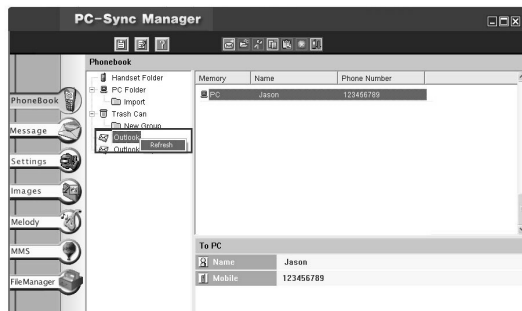 PC-Sync Manager
Phonebook
Handset Folder
PC Folder
Import
Trash Can
New Group
Outlook
Refresh
Outlook
Memory Name Phone Number
PC Jason 123456789
PhoneBook
Message
Settings
Images
Melody
MMS
FileManager
To PC
Name Jason
Mobile 123456789